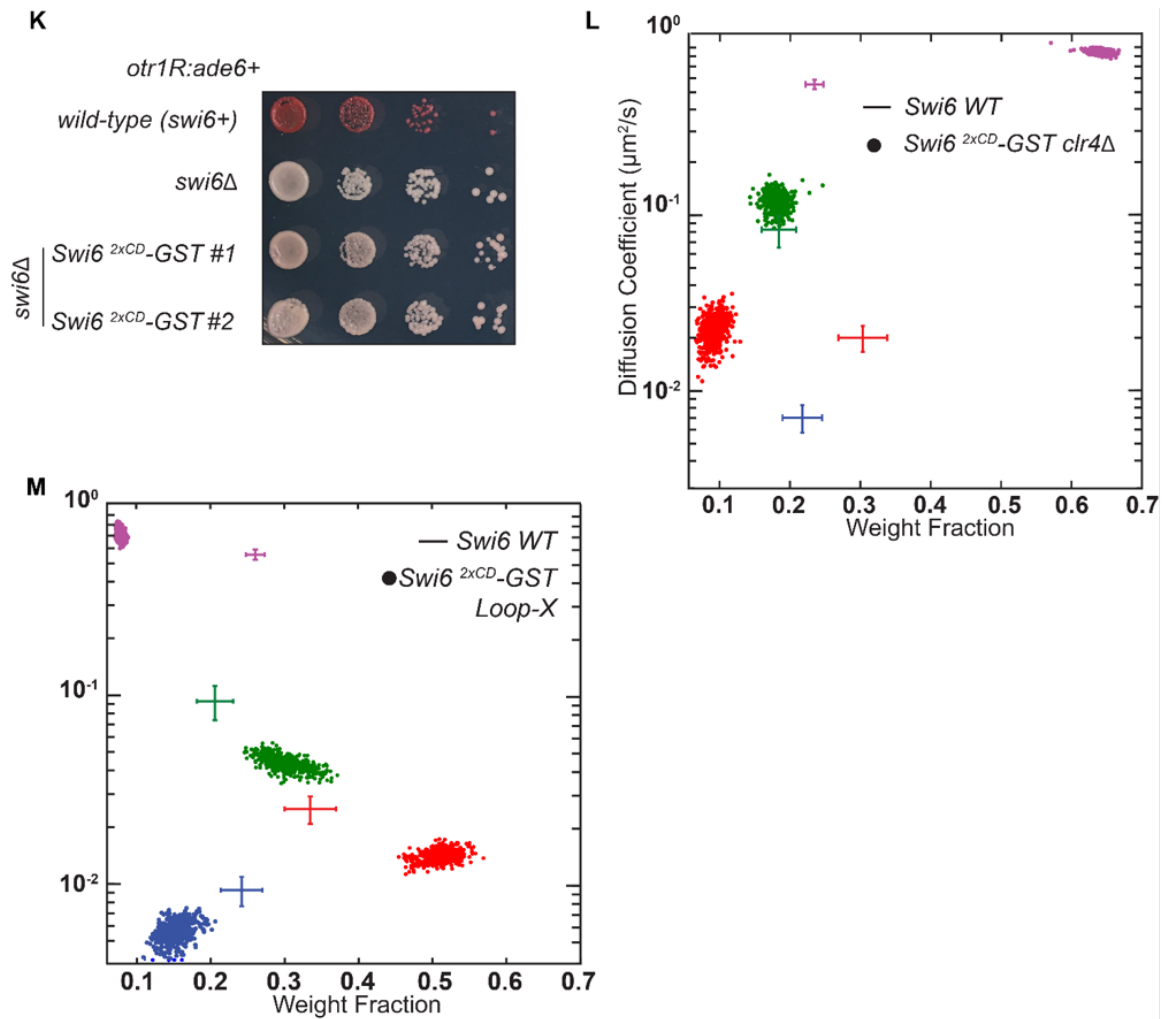 K
otr1R:ade6+
wild-type (swi6+)
swi6Δ
swi6Δ
Swi6 2xCD-GST #1
Swi6 2xCD-GST #2
L
Diffusion Coefficient (µm²/s)
10⁰
10⁻¹
10⁻²
Swi6 WT
Swi6 2xCD-GST clr4Δ
0.1 0.2 0.3 0.4 0.5 0.6 0.7
Weight Fraction
M
10⁰
10⁻¹
10⁻²
Swi6 WT
Swi6 2xCD-GST
Loop-X
0.1 0.2 0.3 0.4 0.5 0.6 0.7
Weight Fraction